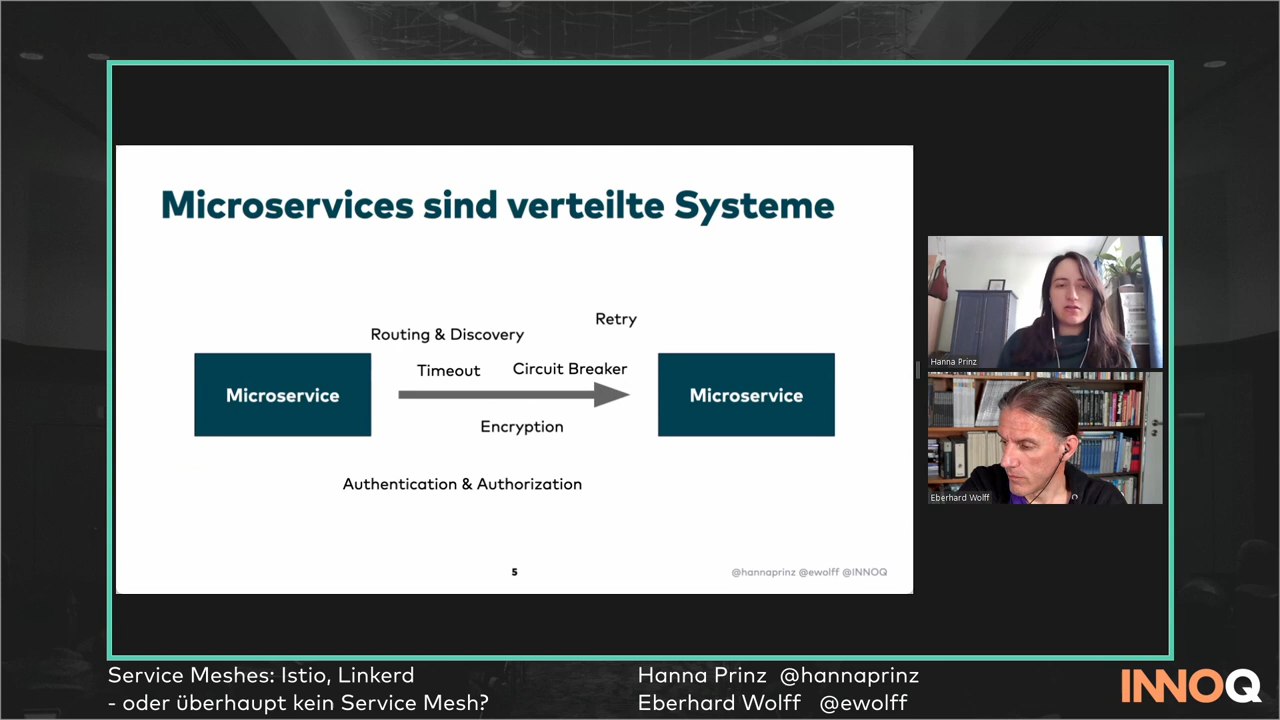 Microservices sind verteilte Systeme
Retry
Routing & Discovery
Timeout
Circuit Breaker
Microservice
Microservice
Encryption
Authentication & Authorization
5
@hannaprinz @ewolff @INNOQ
Hanna Prinz
Eberhard Wolff
Service Meshes: Istio, Linkerd
- oder überhaupt kein Service Mesh?
Hanna Prinz @hannaprinz
Eberhard Wolff @ewolff
INNOQ